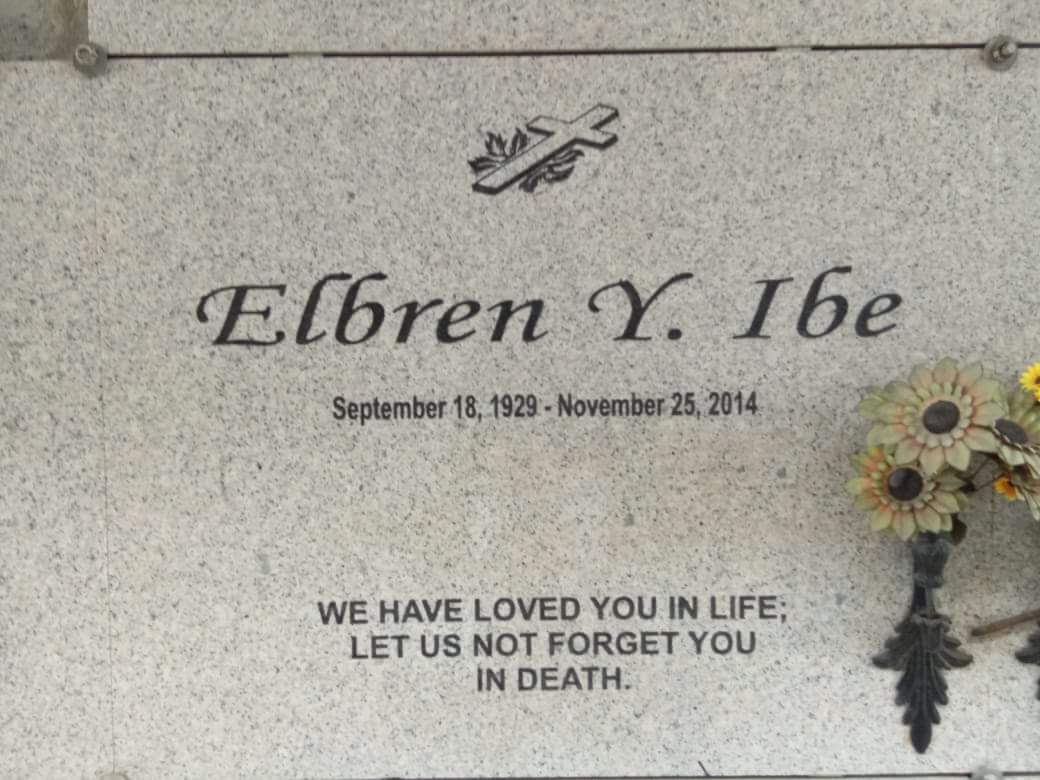 Elbren Y. Ibe
September 18, 1929 - November 25, 2014
WE HAVE LOVED YOU IN LIFE;
LET US NOT FORGET YOU
IN DEATH.